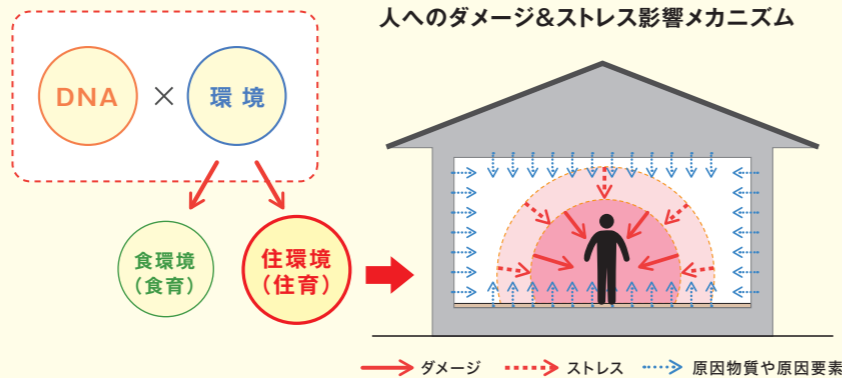 人へのダメージ&ストレス影響メカニズム
DNA × 環境
食環境
(食育)
住環境
(住育)
ダメージ
ストレス
原因物質や原因要素